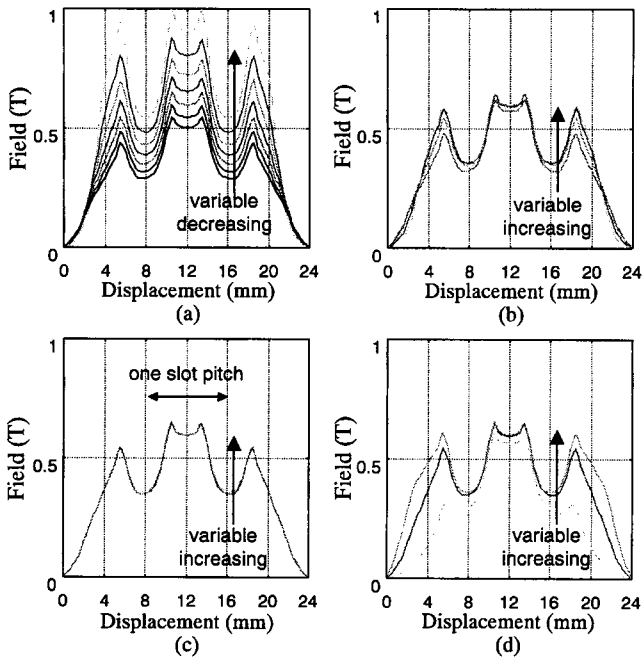 1
0.5
0
Field (T)
variable
decreasing
0 4 8 12 16 20 24
Displacement (mm)
(a)
1
0.5
0
Field (T)
variable
increasing
0 4 8 12 16 20 24
Displacement (mm)
(b)
1
0.5
0
Field (T)
one slot pitch
variable
increasing
0 4 8 12 16 20 24
Displacement (mm)
(c)
1
0.5
0
Field (T)
variable
increasing
0 4 8 12 16 20 24
Displacement (mm)
(d)